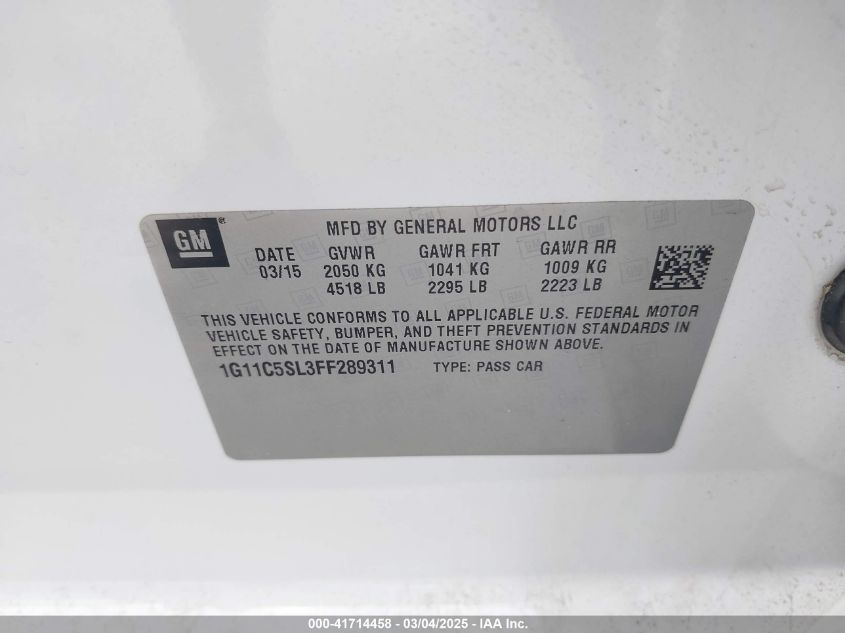 GM
MFD BY GENERAL MOTORS LLC
DATE GVWR GAWR FRT GAWR RR
03/15 2050 KG 1041 KG 1009 KG
4518 LB 2295 LB 2223 LB
THIS VEHICLE CONFORMS TO ALL APPLICABLE U.S. FEDERAL MOTOR
VEHICLE SAFETY, BUMPER, AND THEFT PREVENTION STANDARDS IN
EFFECT ON THE DATE OF MANUFACTURE SHOWN ABOVE.
1G11C5SL3FF289311 TYPE: PASS CAR
000-41714458 - 03/04/2025 - IAA Inc.